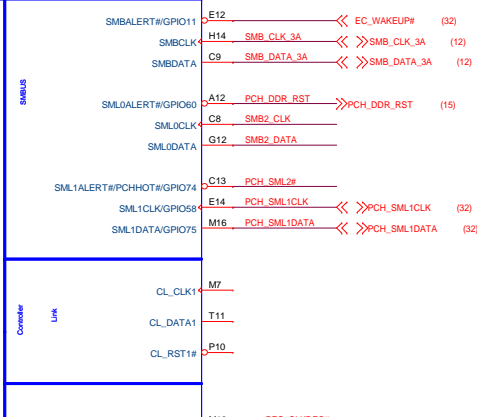 SMBUS
SMBALERT#/GPIO11 E12 EC_WAKEUP# (32)
SMBCLK H14 SMB_CLK_3A SMB_CLK_3A (12)
SMBDATA C9 SMB_DATA_3A SMB_DATA_3A (12)
SML0ALERT#/GPIO60 A12 PCH_DDR_RST PCH_DDR_RST (15)
SML0CLK C8 SMB2_CLK
SML0DATA G12 SMB2_DATA
SML1ALERT#/PCHHOT#/GPIO74 C13 PCH_SML2#
SML1CLK/GPIO58 E14 PCH_SML1CLK PCH_SML1CLK (32)
SML1DATA/GPIO75 M16 PCH_SML1DATA PCH_SML1DATA (32)
Controller
Link
CL_CLK1 M7
CL_DATA1 T11
CL_RST1# P10